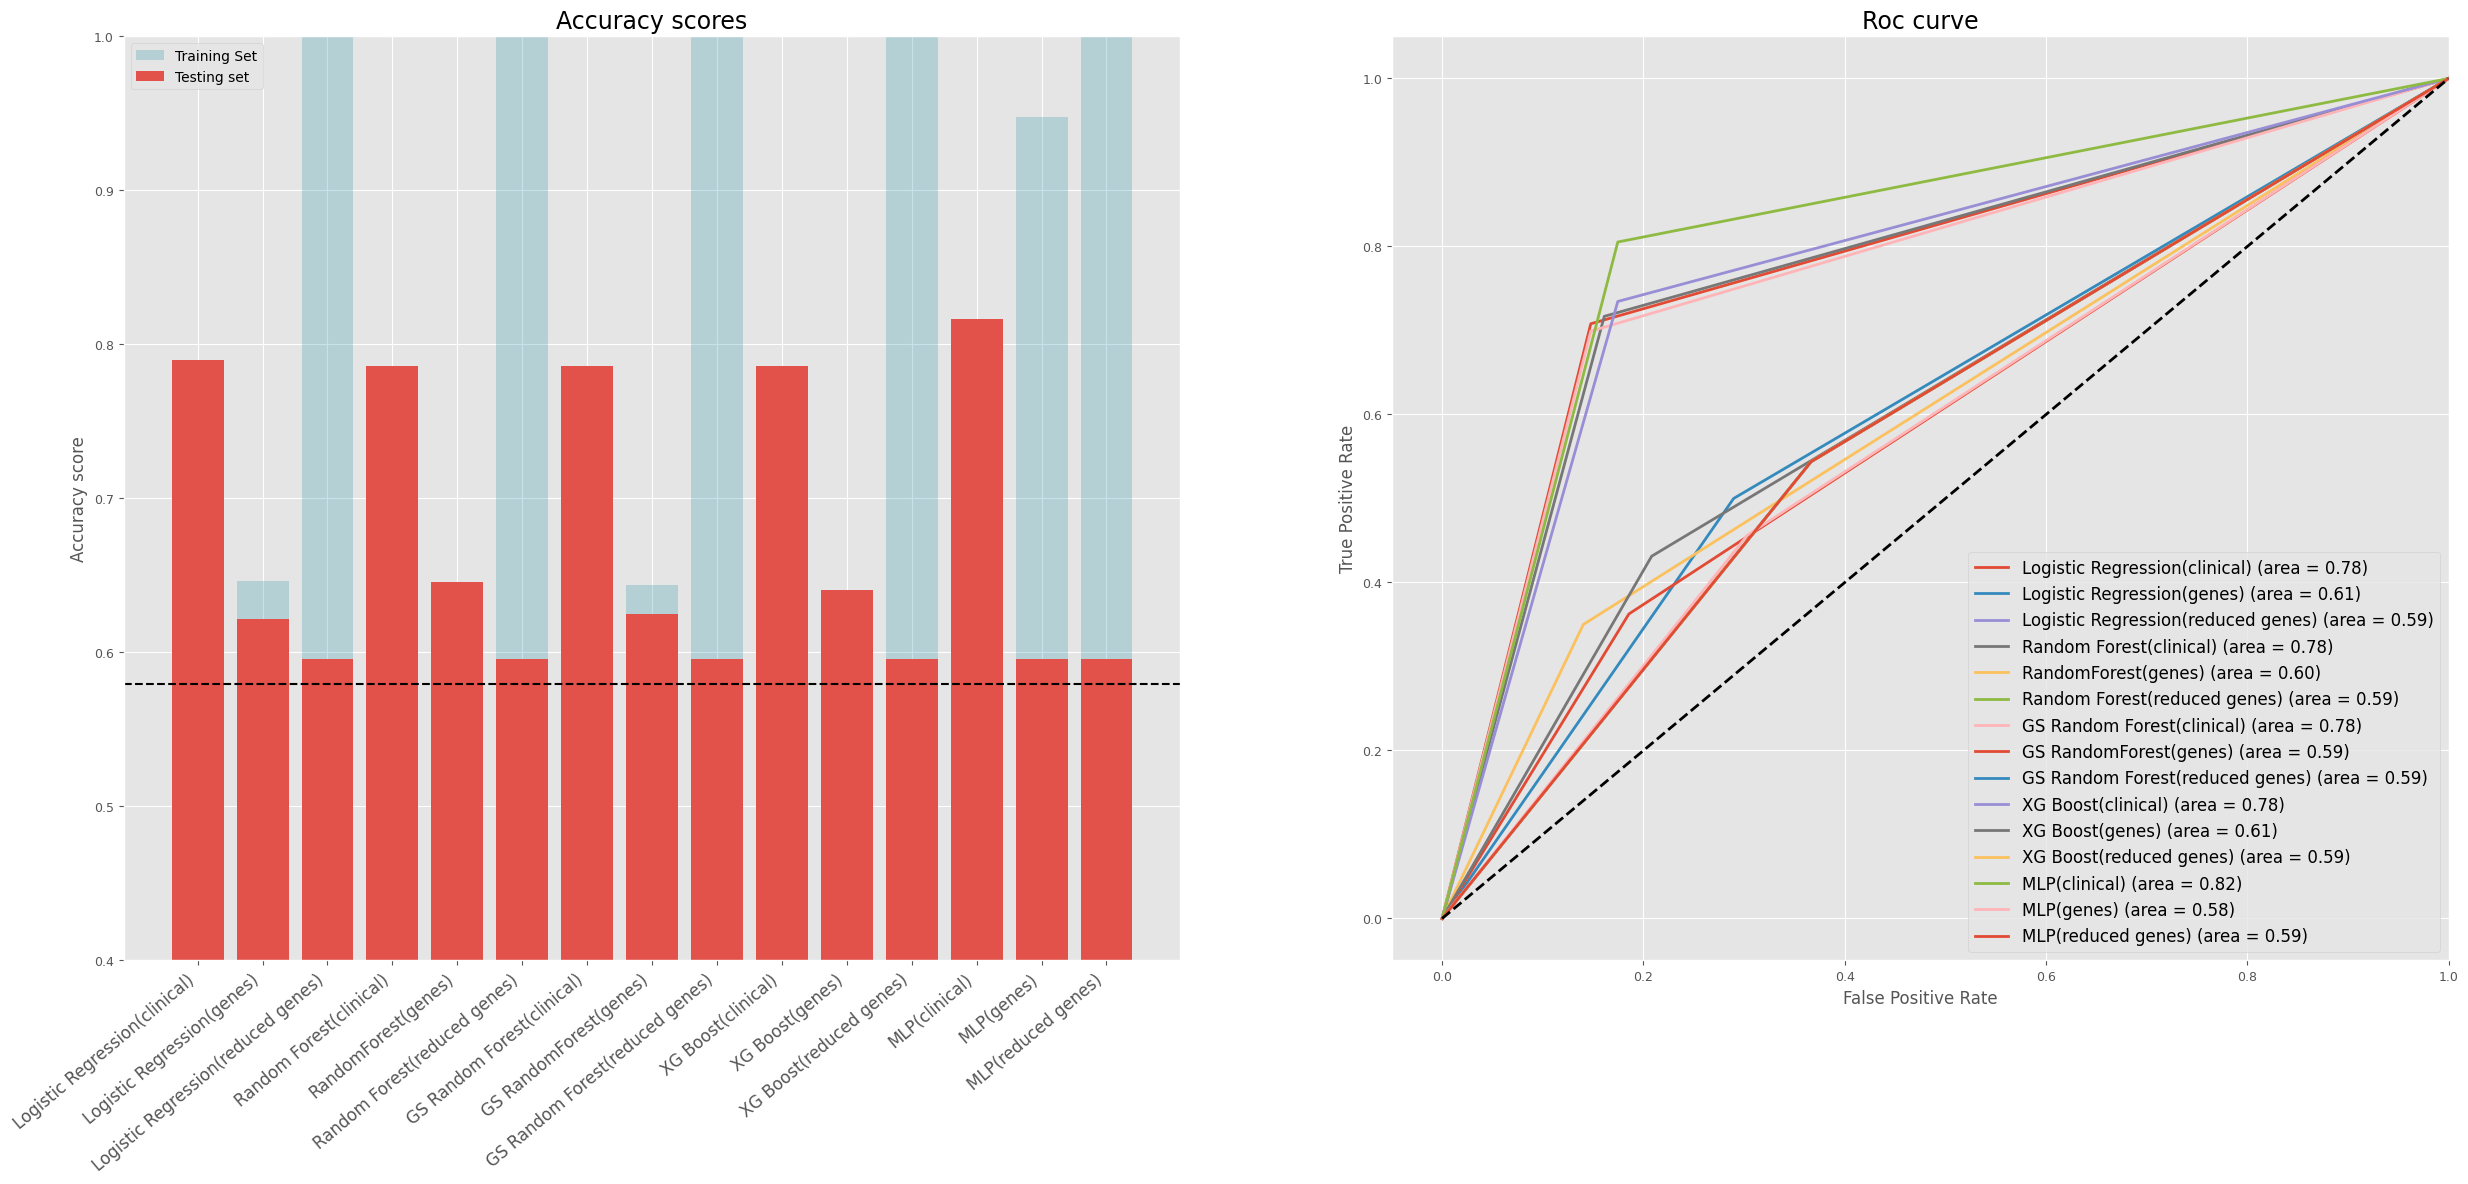 Accuracy scores
1.0
0.9
0.8
0.7
0.6
0.5
0.4
Accuracy score
Training Set
Testing set
Logistic Regression(clinical)
Logistic Regression(genes)
Logistic Regression(reduced genes)
Random Forest(clinical)
RandomForest(genes)
Random Forest(reduced genes)
GS Random Forest(clinical)
GS RandomForest(genes)
GS Random Forest(reduced genes)
XG Boost(clinical)
XG Boost(genes)
XG Boost(reduced genes)
MLP(clinical)
MLP(genes)
MLP(reduced genes)
Roc curve
1.0
0.8
0.6
0.4
0.2
0.0
True Positive Rate
Logistic Regression(clinical) (area = 0.78)
Logistic Regression(genes) (area = 0.61)
Logistic Regression(reduced genes) (area = 0.59)
Random Forest(clinical) (area = 0.78)
RandomForest(genes) (area = 0.60)
Random Forest(reduced genes) (area = 0.59)
GS Random Forest(clinical) (area = 0.78)
GS RandomForest(genes) (area = 0.59)
GS Random Forest(reduced genes) (area = 0.59)
XG Boost(clinical) (area = 0.78)
XG Boost(genes) (area = 0.61)
XG Boost(reduced genes) (area = 0.59)
MLP(clinical) (area = 0.82)
MLP(genes) (area = 0.58)
MLP(reduced genes) (area = 0.59)
0.0 0.2 0.4 0.6 0.8 1.0
False Positive Rate